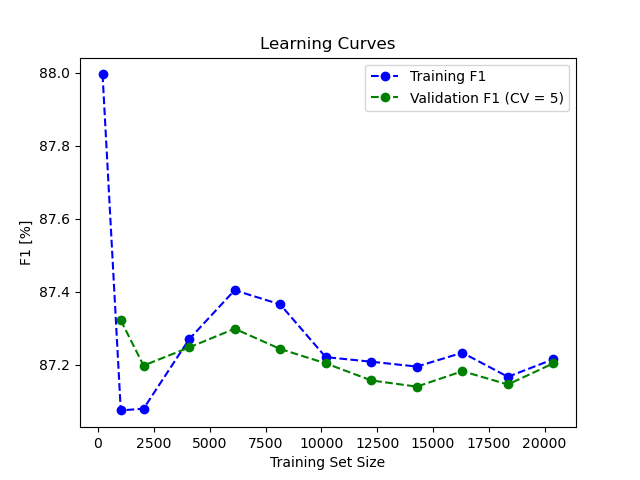 Learning Curves
Training F1
Validation F1 (CV = 5)
88.0
87.8
87.6
87.4
87.2
F1 [%]
0 2500 5000 7500 10000 12500 15000 17500 20000
Training Set Size